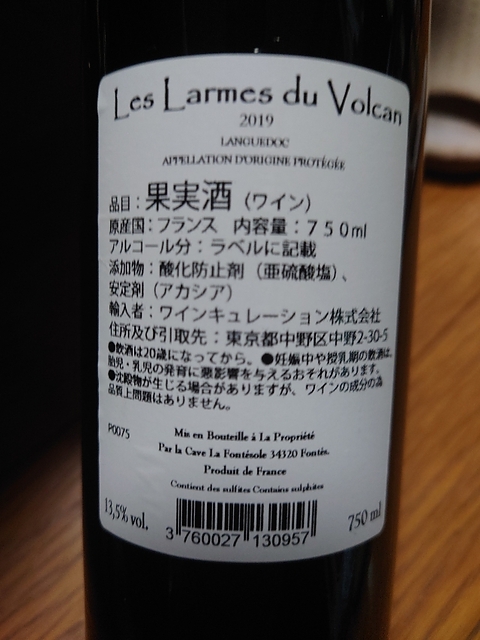 Les Larmes du Volcan
2019
LANGUEDOC
APPELLATION D'ORIGINE PROTÉGÉE
品目：果実酒（ワイン）
原産国：フランス　内容量：７５０ml
アルコール分：ラベルに記載
添加物：酸化防止剤（亜硫酸塩）、
安定剤（アカシア）
輸入者：ワインキュレーション株式会社
住所及び引取先：東京都中野区中野2-30-5
●飲酒は20歳になってから。●妊娠中や授乳期の飲酒は、
胎児・乳児の発育に悪影響を与えるおそれがあります。
●沈殿物が生じる場合がありますが、ワインの成分の為
品質上問題はありません。
P0075
Mis en Bouteille à La Propriété
Par la Cave La Fontésole 34320 Fontés.
Produit de France
Contient des sulfites Contains sulphites
13,5% vol.
750 ml
3 760027 130957